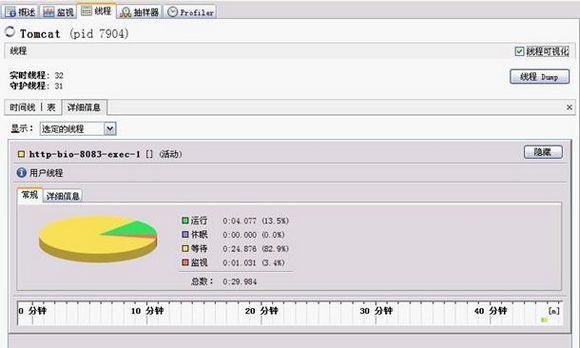 概述 监视 线程 抽样器 Profiler
Tomcat (pid 7904)
线程 线程可视化
实时线程: 32
守护线程: 31
线程 Dump
时间线 表 详细信息
显示: 选定的线程
http-bio-8083-exec-1 [] (活动) 隐藏
用户线程
常规 详细信息
运行 0:04.077 (13.5%)
休眠 0:00.000 (0.0%)
等待 0:24.876 (82.9%)
监视 0:01.031 (3.4%)
总数: 0:29.984
0 分钟 10 分钟 20 分钟 30 分钟 40 分钟 [m]